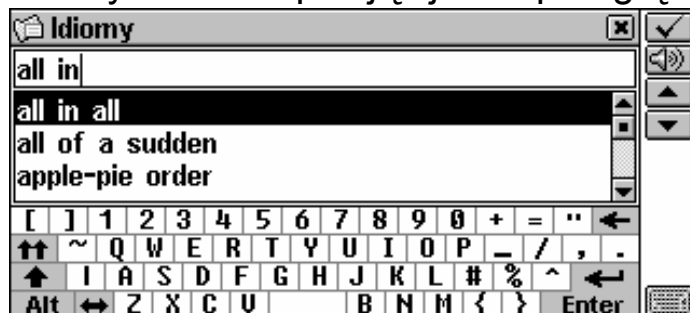 Idiomy
all in
all in all
all of a sudden
apple-pie order
[ ] 1 2 3 4 5 6 7 8 9 0 + = "
~ Q W E R T Y U I O P _ / , .
| A S D F G H J K L # % ^
Alt Z X C V B N M { } Enter